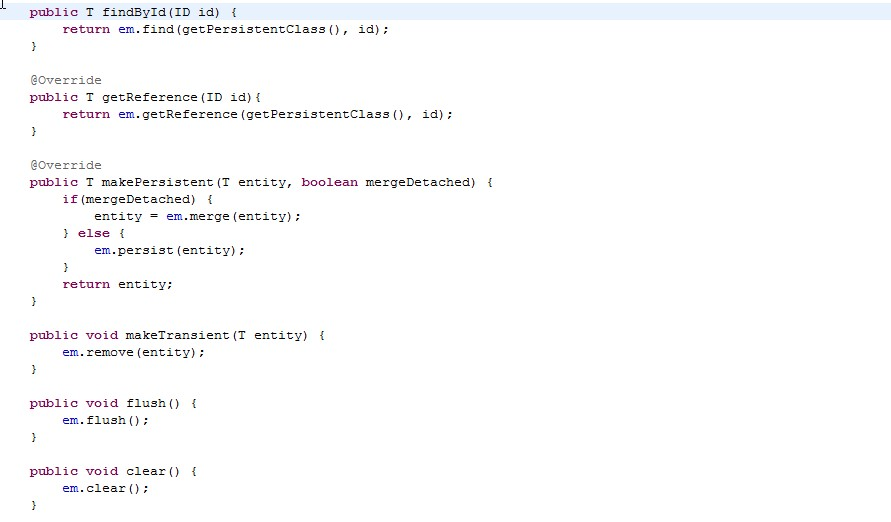 public T findById(ID id) {
    return em.find(getPersistentClass(), id);
}

@Override
public T getReference(ID id){
    return em.getReference(getPersistentClass(), id);
}

@Override
public T makePersistent(T entity, boolean mergeDetached) {
    if(mergeDetached) {
        entity = em.merge(entity);
    } else {
        em.persist(entity);
    }
    return entity;
}

public void makeTransient(T entity) {
    em.remove(entity);
}

public void flush() {
    em.flush();
}

public void clear() {
    em.clear();
}